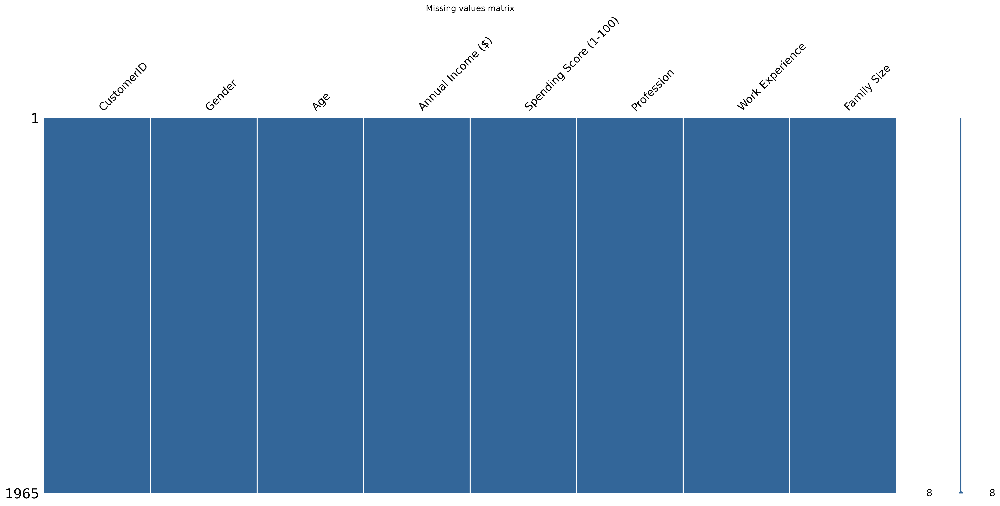 Missing values matrix
CustomerID
Gender
Age
Annual Income ($)
Spending Score (1-100)
Profession
Work Experience
Family Size
1
1965
8
8